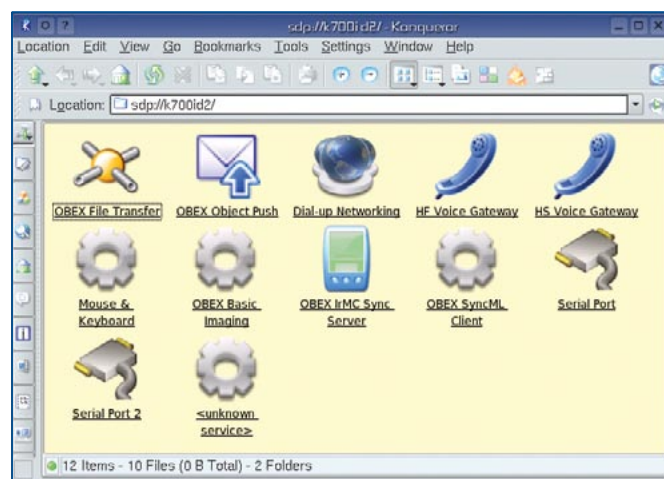 sdp://k700id2/ - Konqueror
Location Edit View Go Bookmarks Tools Settings Window Help
Location: sdp://k700id2/
OBEX File Transfer OBEX Object Push Dial-up Networking HF Voice Gateway HS Voice Gateway
Mouse & Keyboard OBEX Basic Imaging OBEX IrMC Sync Server OBEX SyncML Client Serial Port
Serial Port 2 <unknown service>
12 Items - 10 Files (0 B Total) - 2 Folders